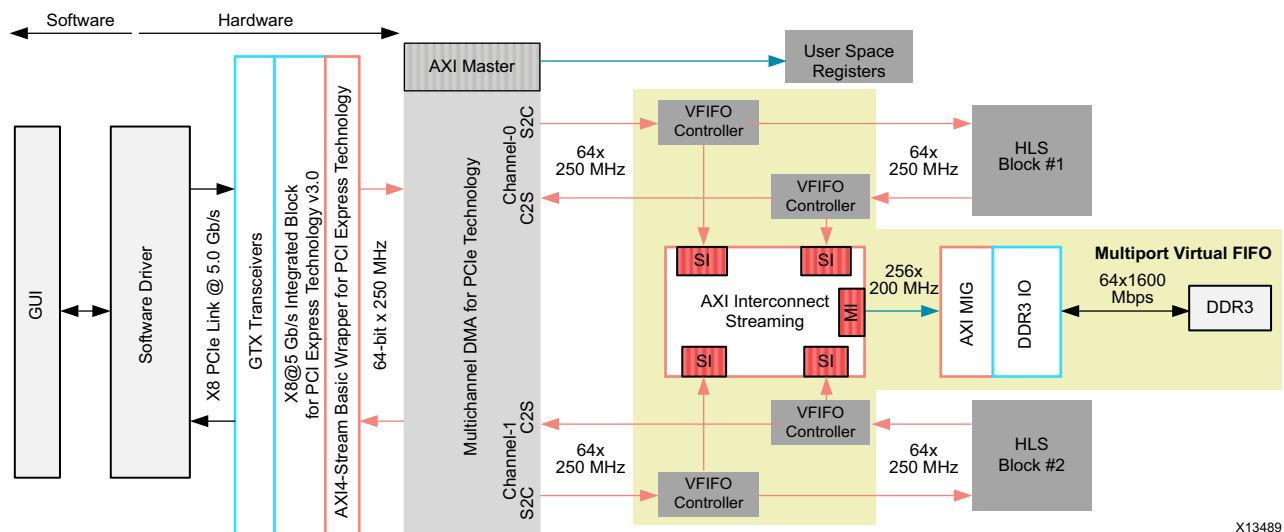 Software
Hardware
GUI
Software Driver
X8 PCIe Link @ 5.0 Gb/s
GTX Transceivers
X8@5 Gb/s Integrated Block
for PCI Express Technology v3.0
AXI4-Stream Basic Wrapper for PCI Express Technology
64-bit x 250 MHz
AXI Master
Multichannel DMA for PCIe Technology
Channel-0
S2C
C2S
Channel-1
C2S
S2C
User Space
Registers
64x
250 MHz
VFIFO
Controller
VFIFO
Controller
64x
250 MHz
HLS
Block #1
SI
SI
AXI Interconnect
Streaming
MI
SI
SI
256x
200 MHz
AXI MIG
DDR3 IO
Multiport Virtual FIFO
64x1600
Mbps
DDR3
64x
250 MHz
VFIFO
Controller
VFIFO
Controller
64x
250 MHz
HLS
Block #2
X13489